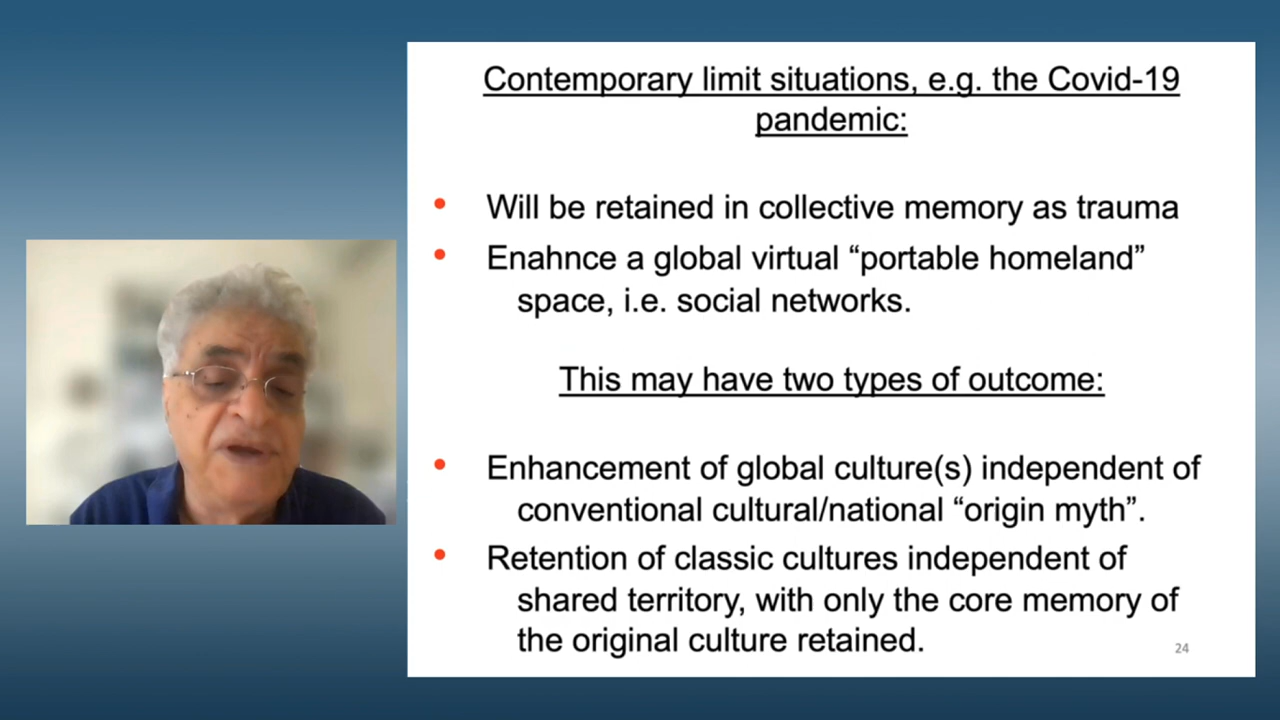 Contemporary limit situations, e.g. the Covid-19
pandemic:
• Will be retained in collective memory as trauma
• Enahnce a global virtual “portable homeland”
space, i.e. social networks.
This may have two types of outcome:
• Enhancement of global culture(s) independent of
conventional cultural/national “origin myth”.
• Retention of classic cultures independent of
shared territory, with only the core memory of
the original culture retained.
24